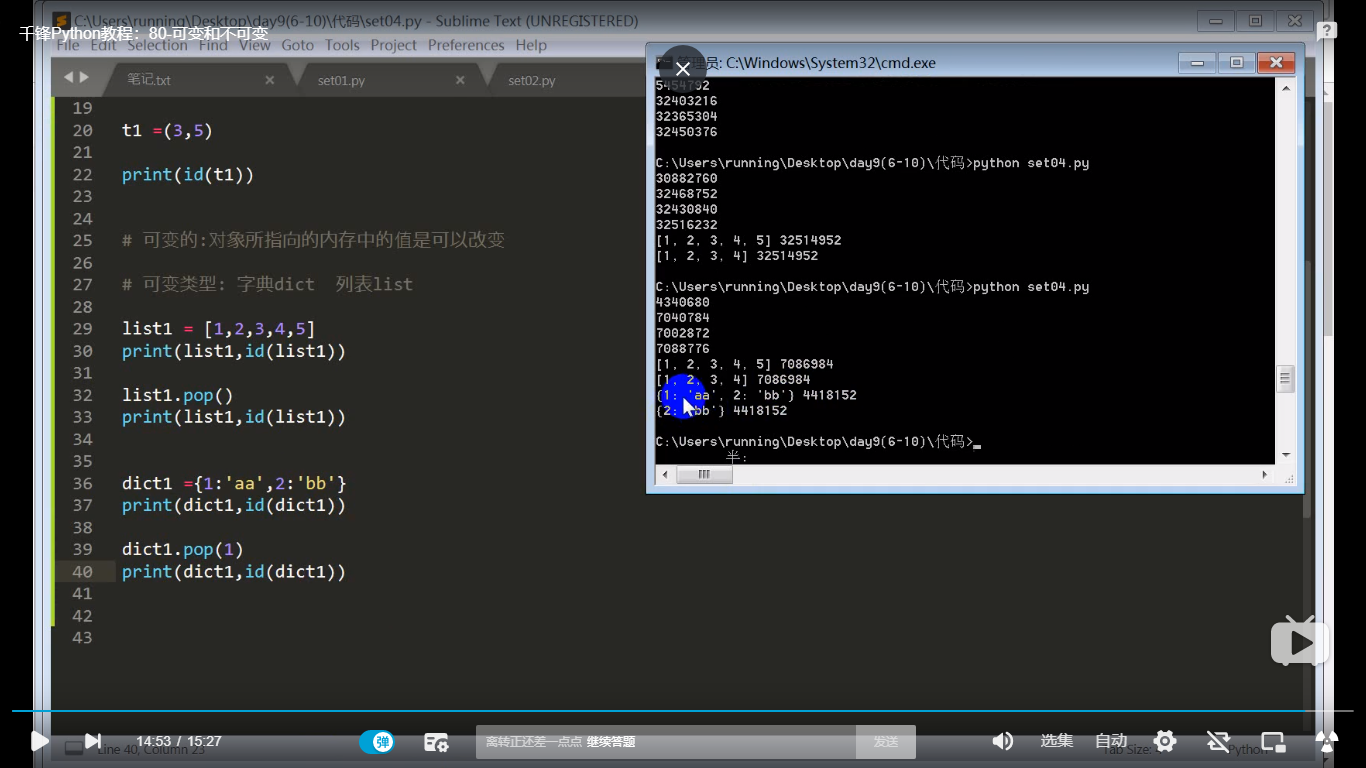 C:\Users\running\Desktop\day9(6-10)\代码\set04.py - Sublime Text (UNREGISTERED)
千锋Python教程：80-可变和不可变
File Edit Selection Find View Goto Tools Project Preferences Help
笔记.txt
set01.py
set02.py
19
20 t1 =(3,5)
21
22 print(id(t1))
23
24
25 # 可变的:对象所指向的内存中的值是可以改变
26
27 # 可变类型: 字典dict 列表list
28
29 list1 = [1,2,3,4,5]
30 print(list1,id(list1))
31
32 list1.pop()
33 print(list1,id(list1))
34
35
36 dict1 ={1:'aa',2:'bb'}
37 print(dict1,id(dict1))
38
39 dict1.pop(1)
40 print(dict1,id(dict1))
41
42
43
管理员: C:\Windows\System32\cmd.exe
5454792
32403216
32365304
32450376
C:\Users\running\Desktop\day9(6-10)\代码>python set04.py
30882760
32468752
32430840
32516232
[1, 2, 3, 4, 5] 32514952
[1, 2, 3, 4] 32514952
C:\Users\running\Desktop\day9(6-10)\代码>python set04.py
4340680
7040784
7002872
7088776
[1, 2, 3, 4, 5] 7086984
[1, 2, 3, 4] 7086984
{1: 'aa', 2: 'bb'} 4418152
{2: 'bb'} 4418152
C:\Users\running\Desktop\day9(6-10)\代码>_
半:
14:53 / 15:27
弹
离转正还差一点点 继续答题
发送
选集
自动
Line 40, Column 23
Tab Size:
Python